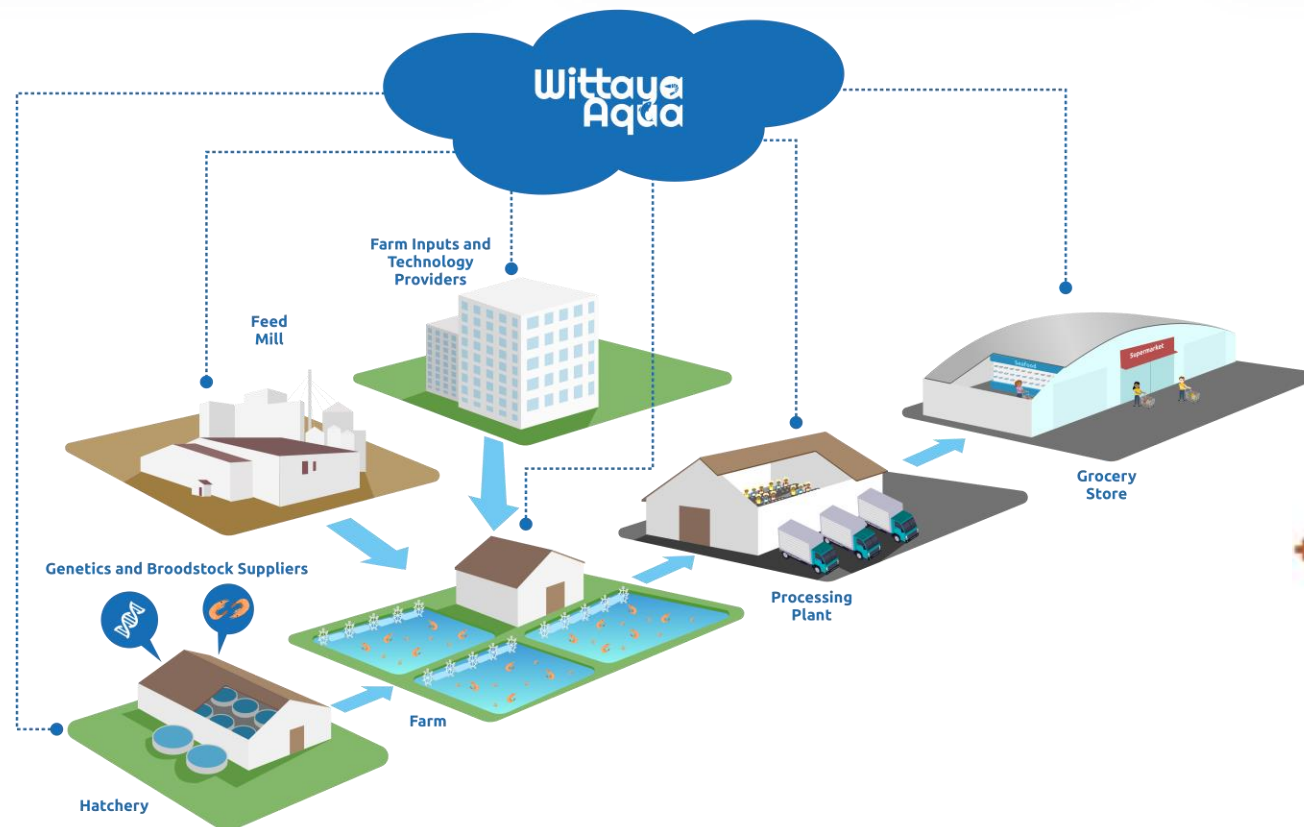 Wittaya
Aqua
Farm Inputs and
Technology
Providers
Feed
Mill
Seafood
Supermarket
Grocery
Store
Genetics and Broodstock Suppliers
Processing
Plant
Farm
Hatchery